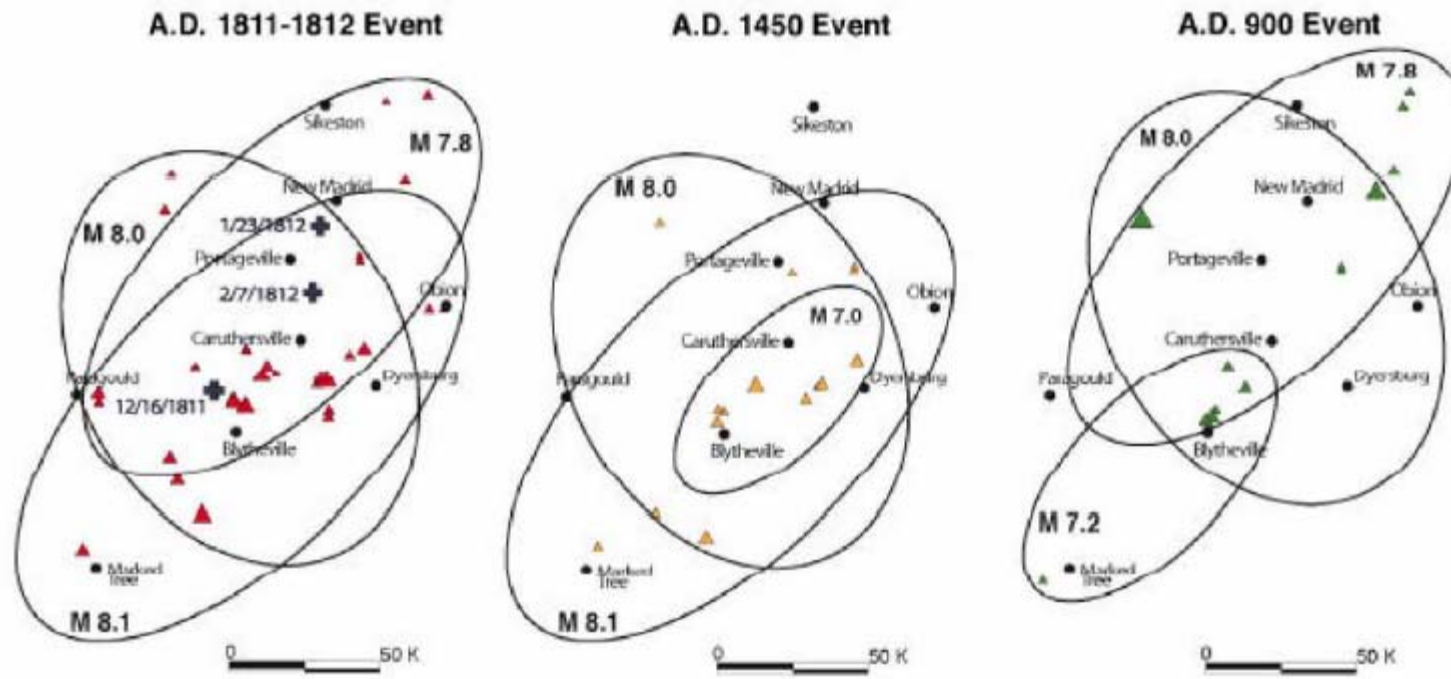 A.D. 1811-1812 Event
Sikeston
M 7.8
New Madrid
M 8.0
1/23/1812
Portageville
2/7/1812
Obion
Caruthersville
Paragould
Dyersburg
12/16/1811
Blytheville
Marked
Tree
M 8.1
0
50 K
A.D. 1450 Event
Sikeston
M 8.0
New Madrid
Portageville
Obion
M 7.0
Caruthersville
Paragould
Dyersburg
Blytheville
Marked
Tree
M 8.1
0
50 K
A.D. 900 Event
M 7.8
Sikeston
M 8.0
New Madrid
Portageville
Obion
Caruthersville
Paragould
Dyersburg
Blytheville
M 7.2
Marked
Tree
0
50 K